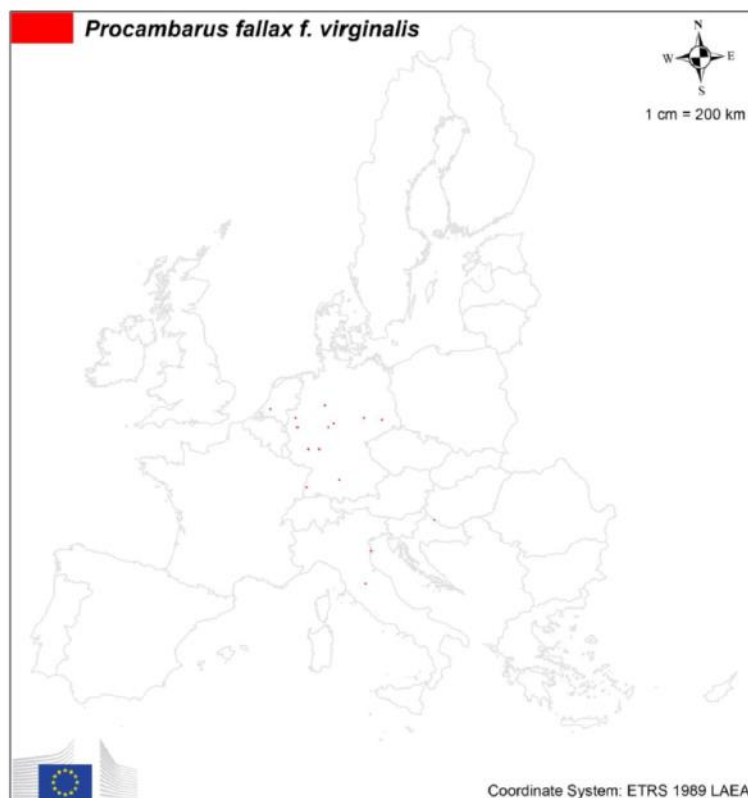 Procambarus fallax f. virginalis
N
W E
S
1 cm = 200 km
Coordinate System: ETRS 1989 LAEA